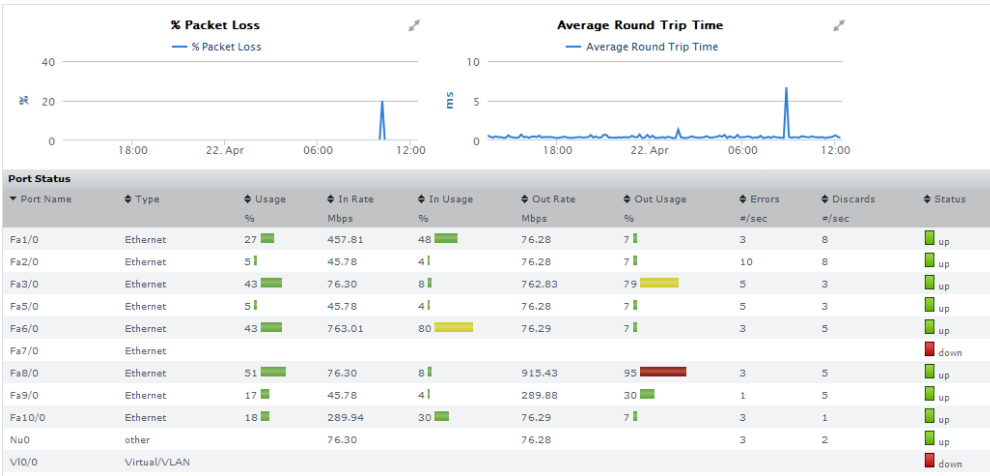 % Packet Loss
% Packet Loss
40
20
0
%
18:00 22. Apr 06:00 12:00
Average Round Trip Time
Average Round Trip Time
10
5
0
ms
18:00 22. Apr 06:00 12:00
Port Status
Port Name Type Usage In Rate In Usage Out Rate Out Usage Errors Discards Status
% Mbps % Mbps % #/sec #/sec
Fa1/0 Ethernet 27 457.81 48 76.28 7 3 8 up
Fa2/0 Ethernet 5 45.78 4 76.28 7 10 8 up
Fa3/0 Ethernet 43 76.30 8 762.83 79 5 3 up
Fa5/0 Ethernet 5 45.78 4 76.28 7 5 3 up
Fa6/0 Ethernet 43 763.01 80 76.29 7 3 5 up
Fa7/0 Ethernet down
Fa8/0 Ethernet 51 76.30 8 915.43 95 3 5 up
Fa9/0 Ethernet 17 45.78 4 289.88 30 1 5 up
Fa10/0 Ethernet 18 289.94 30 76.29 7 3 1 up
Nu0 other 76.30 76.28 3 2 up
Vl0/0 Virtual/VLAN down